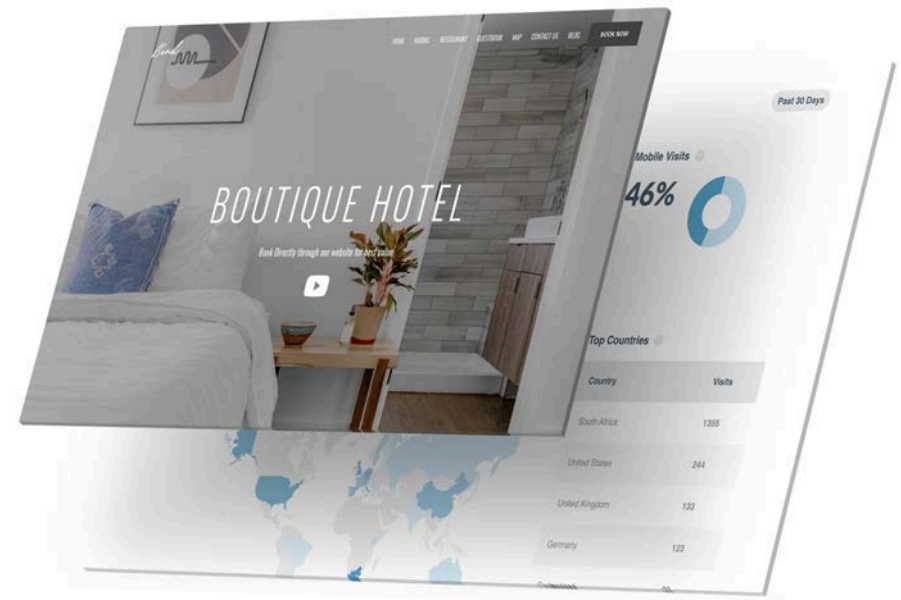 HOME ROOMS RESTAURANT GUESTBOOK MAP CONTACT US BLOG BOOK NOW
BOUTIQUE HOTEL
Book Directly through our website for best value
Past 30 Days
Mobile Visits
46%
Top Countries
Country Visits
South Africa 1355
United States 244
United Kingdom 133
Germany 123